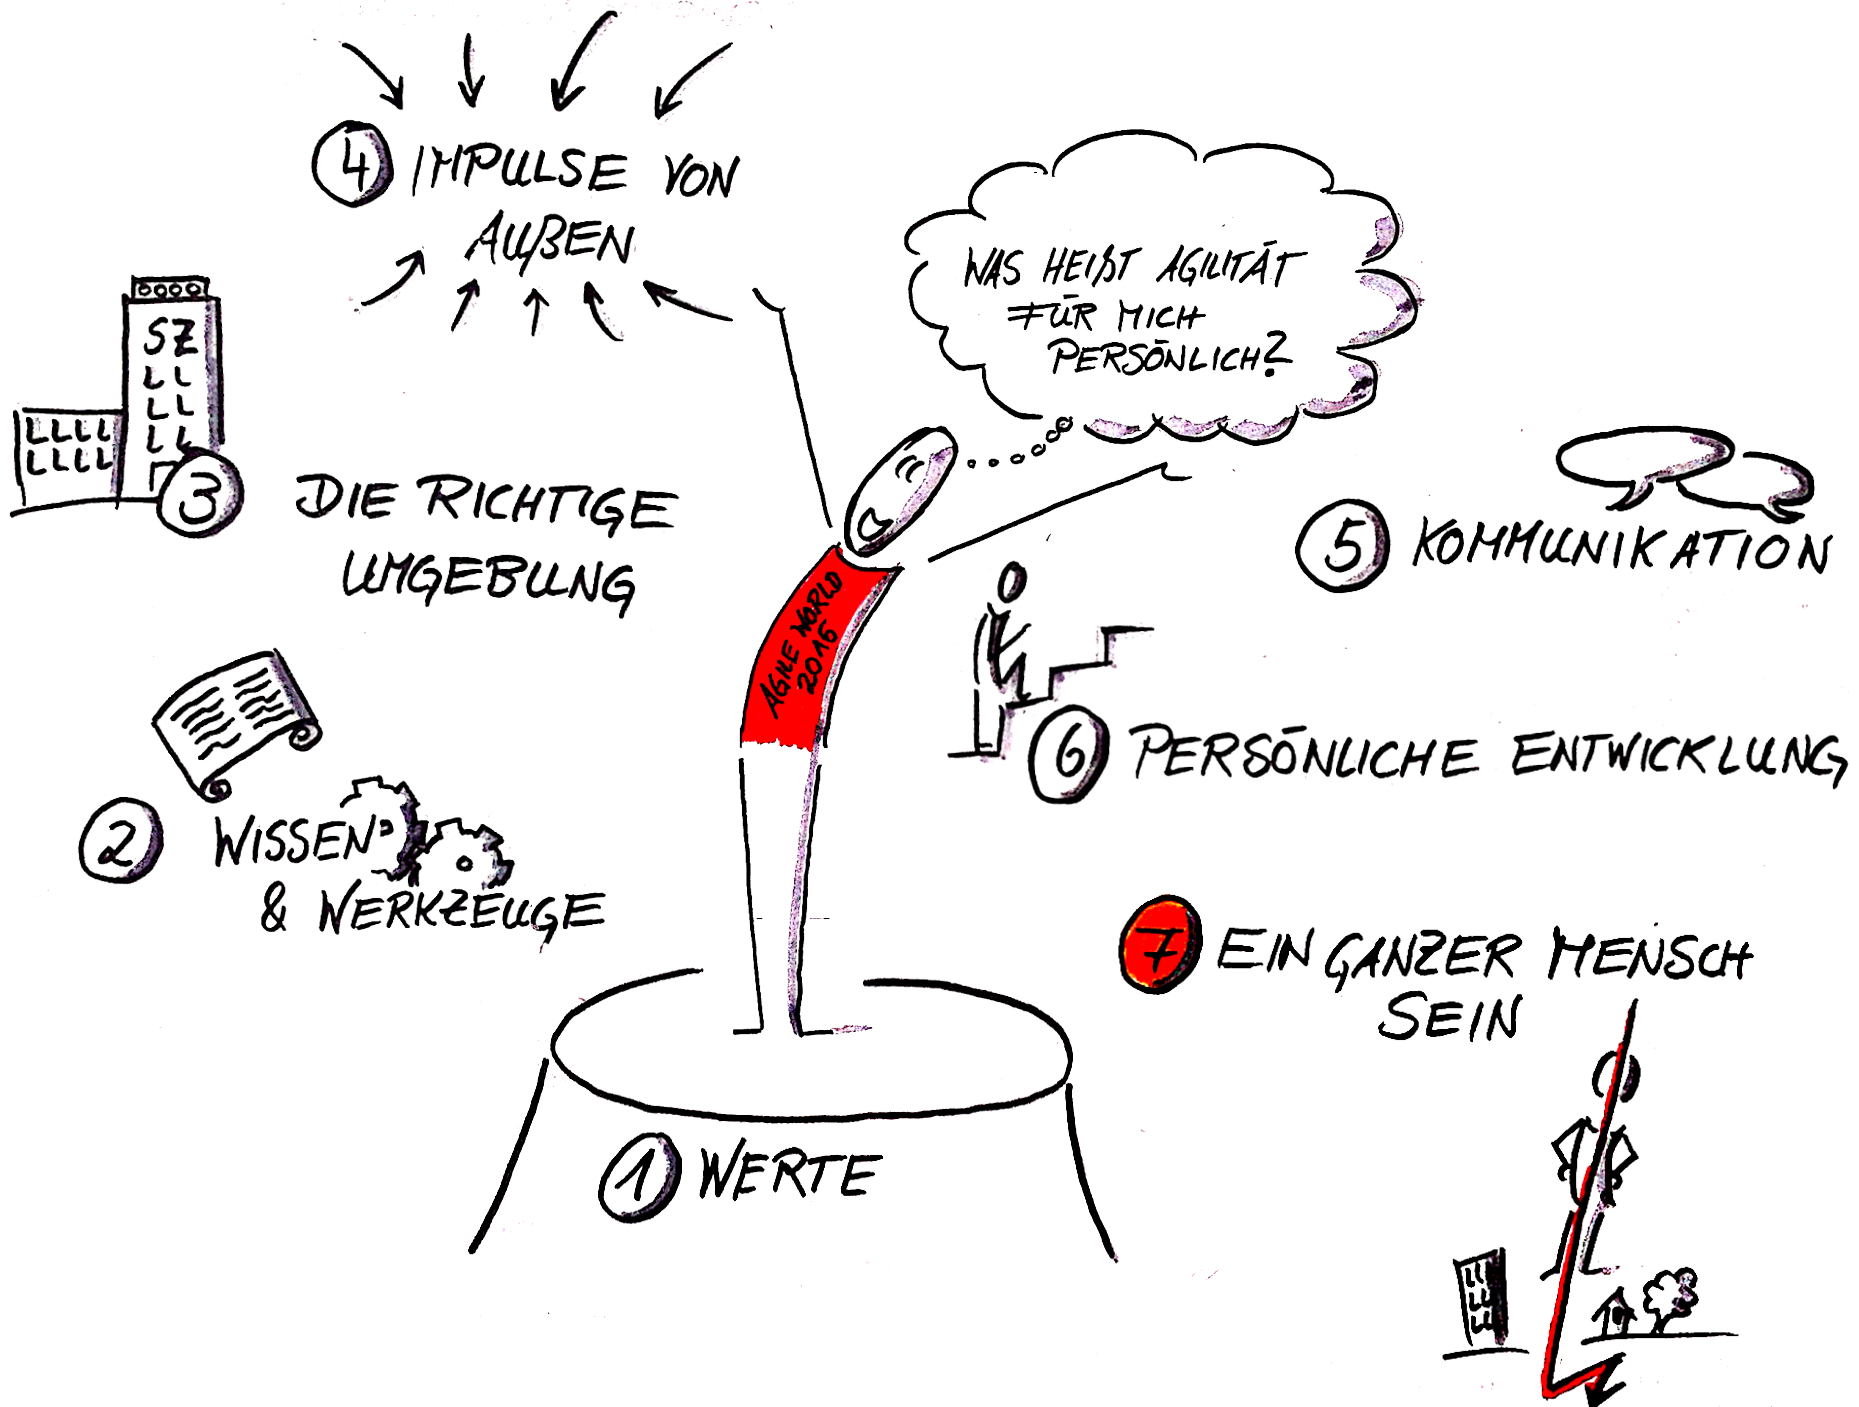 4 IMPULSE VON
AUßEN
WAS HEIßT AGILITÄT
FÜR MICH
PERSÖNLICH?
SZ
3 DIE RICHTIGE
UMGEBUNG
5 KOMMUNIKATION
AGILE WORLD
2016
6 PERSÖNLICHE ENTWICKLUNG
2 WISSEN
& WERKZEUGE
7 EIN GANZER MENSCH
SEIN
1 WERTE